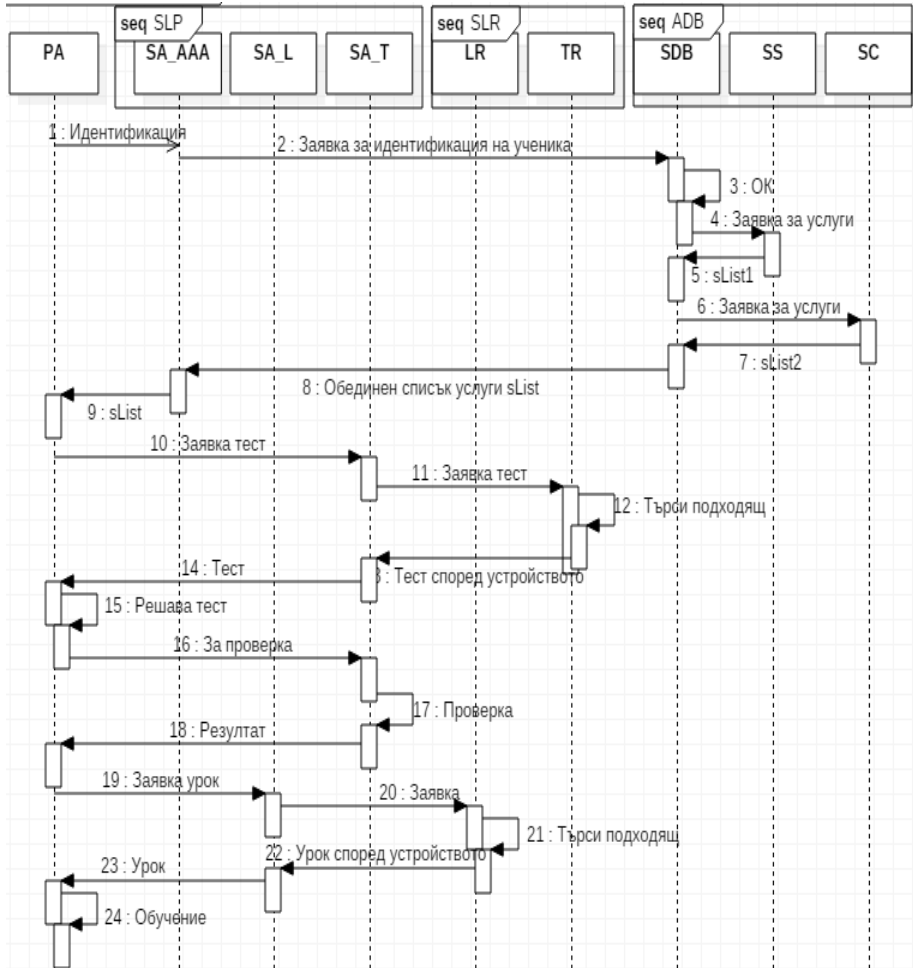 seq SLP
seq SLR
seq ADB
PA
SA_AAA
SA_L
SA_T
LR
TR
SDB
SS
SC
1 : Идентификация
2 : Заявка за идентификация на ученика
3 : ОК
4 : Заявка за услуги
5 : sList1
6 : Заявка за услуги
7 : sList2
8 : Обединен списък услуги sList
9 : sList
10 : Заявка тест
11 : Заявка тест
12 : Търси подходящ
3 : Тест според устройството
14 : Тест
15 : Решава тест
16 : За проверка
17 : Проверка
18 : Резултат
19 : Заявка урок
20 : Заявка
21 : Търси подходящ
22 : Урок според устройството
23 : Урок
24 : Обучение